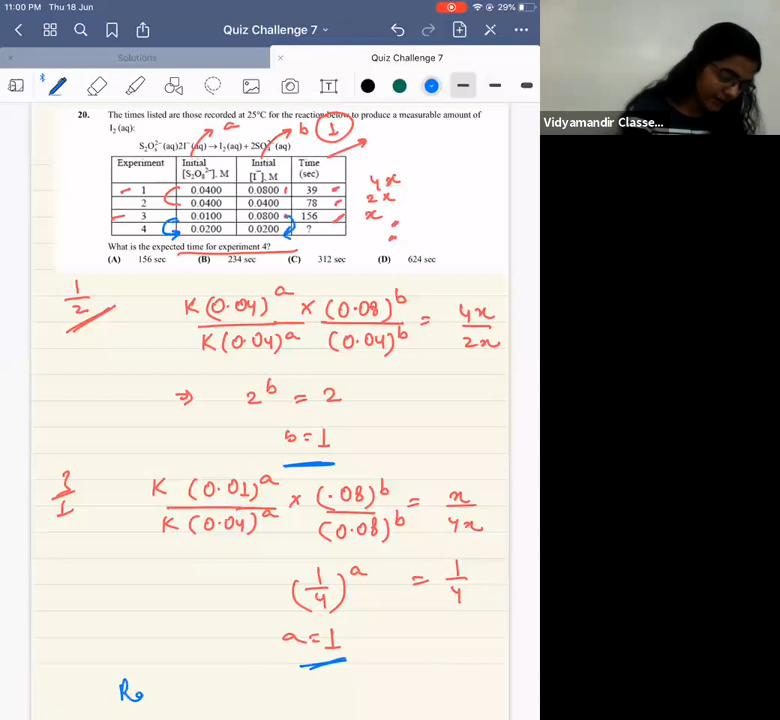 11:00 PM Thu 18 Jun
29%
Quiz Challenge 7
Solutions
Quiz Challenge 7
T
Vidyamandir Classe...
20. The times listed are those recorded at 25°C for the reaction below to produce a measurable amount of
I₂ (aq):
a
b 1
S₂O₈²⁻(aq)2I⁻(aq)→I₂(aq)+2SO₄²⁻(aq)
Experiment Initial [S₂O₈²⁻], M Initial [I⁻], M Time (sec)
1 0.0400 0.0800 39 4x
2 0.0400 0.0400 78 2x
3 0.0100 0.0800 156 x
4 0.0200 0.0200 ?
What is the expected time for experiment 4?
(A) 156 sec (B) 234 sec (C) 312 sec (D) 624 sec
1/2 K(0.04)^a / K(0.04)^a × (0.08)^b / (0.04)^b = 4x / 2x
⇒ 2^b = 2
b = 1
3/1 K (0.01)^a / K (0.04)^a × (.08)^b / (0.08)^b = x / 4x
(1/4)^a = 1/4
a = 1